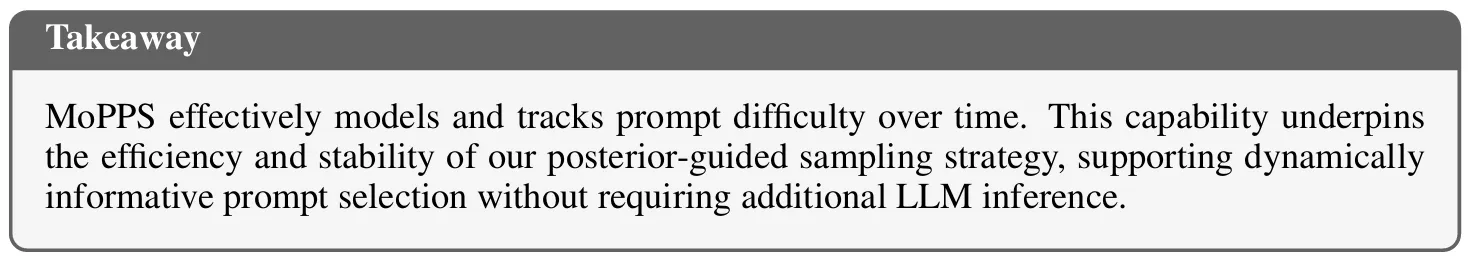 Takeaway
MoPPS effectively models and tracks prompt difficulty over time. This capability underpins
the efficiency and stability of our posterior-guided sampling strategy, supporting dynamically
informative prompt selection without requiring additional LLM inference.